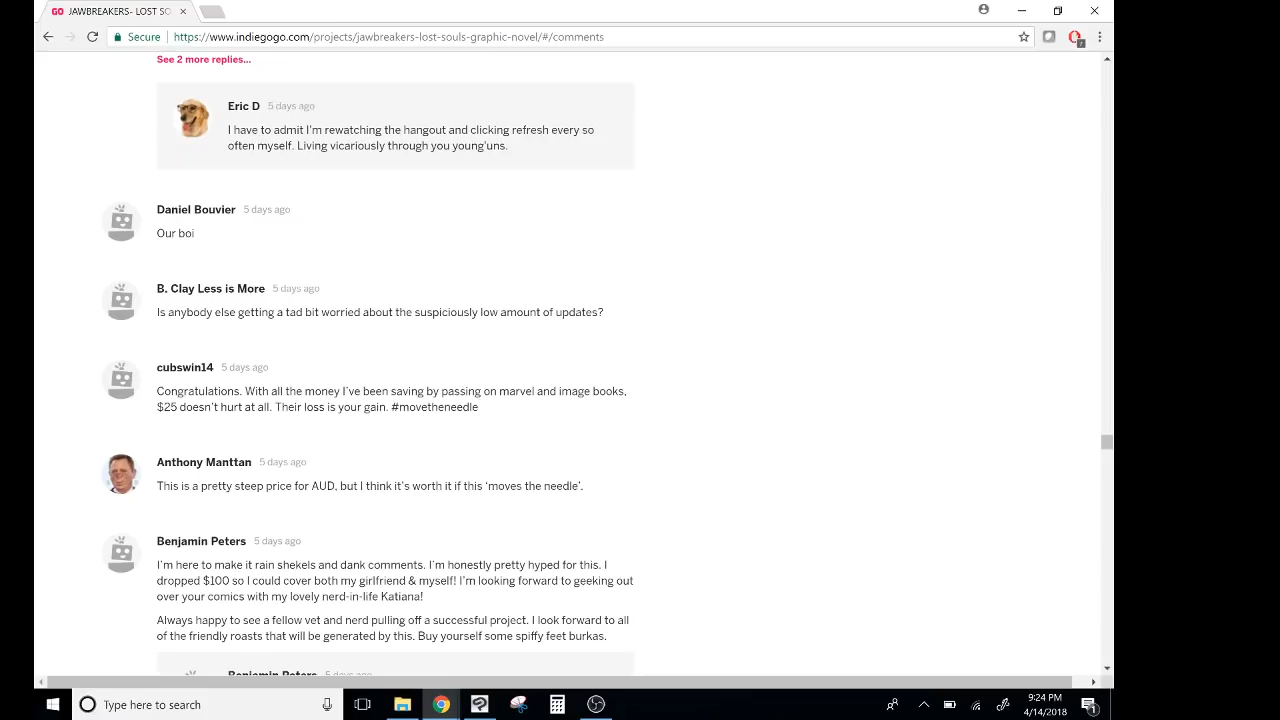 GO JAWBREAKERS- LOST SO
Secure
https://www.indiegogo.com/projects/jawbreakers-lost-souls-graphic-novel/#/comments
See 2 more replies...
Eric D 5 days ago
I have to admit I'm rewatching the hangout and clicking refresh every so
often myself. Living vicariously through you young'uns.
Daniel Bouvier 5 days ago
Our boi
B. Clay Less is More 5 days ago
Is anybody else getting a tad bit worried about the suspiciously low amount of updates?
cubswin14 5 days ago
Congratulations. With all the money I've been saving by passing on marvel and image books,
$25 doesn't hurt at all. Their loss is your gain. #movetheneedle
Anthony Manttan 5 days ago
This is a pretty steep price for AUD, but I think it's worth it if this 'moves the needle'.
Benjamin Peters 5 days ago
I'm here to make it rain shekels and dank comments. I'm honestly pretty hyped for this. I
dropped $100 so I could cover both my girlfriend & myself! I'm looking forward to geeking out
over your comics with my lovely nerd-in-life Katiana!
Always happy to see a fellow vet and nerd pulling off a successful project. I look forward to all
of the friendly roasts that will be generated by this. Buy yourself some spiffy feet burkas.
Benjamin Peters 5 days ago
Type here to search
9:24 PM
4/14/2018
1